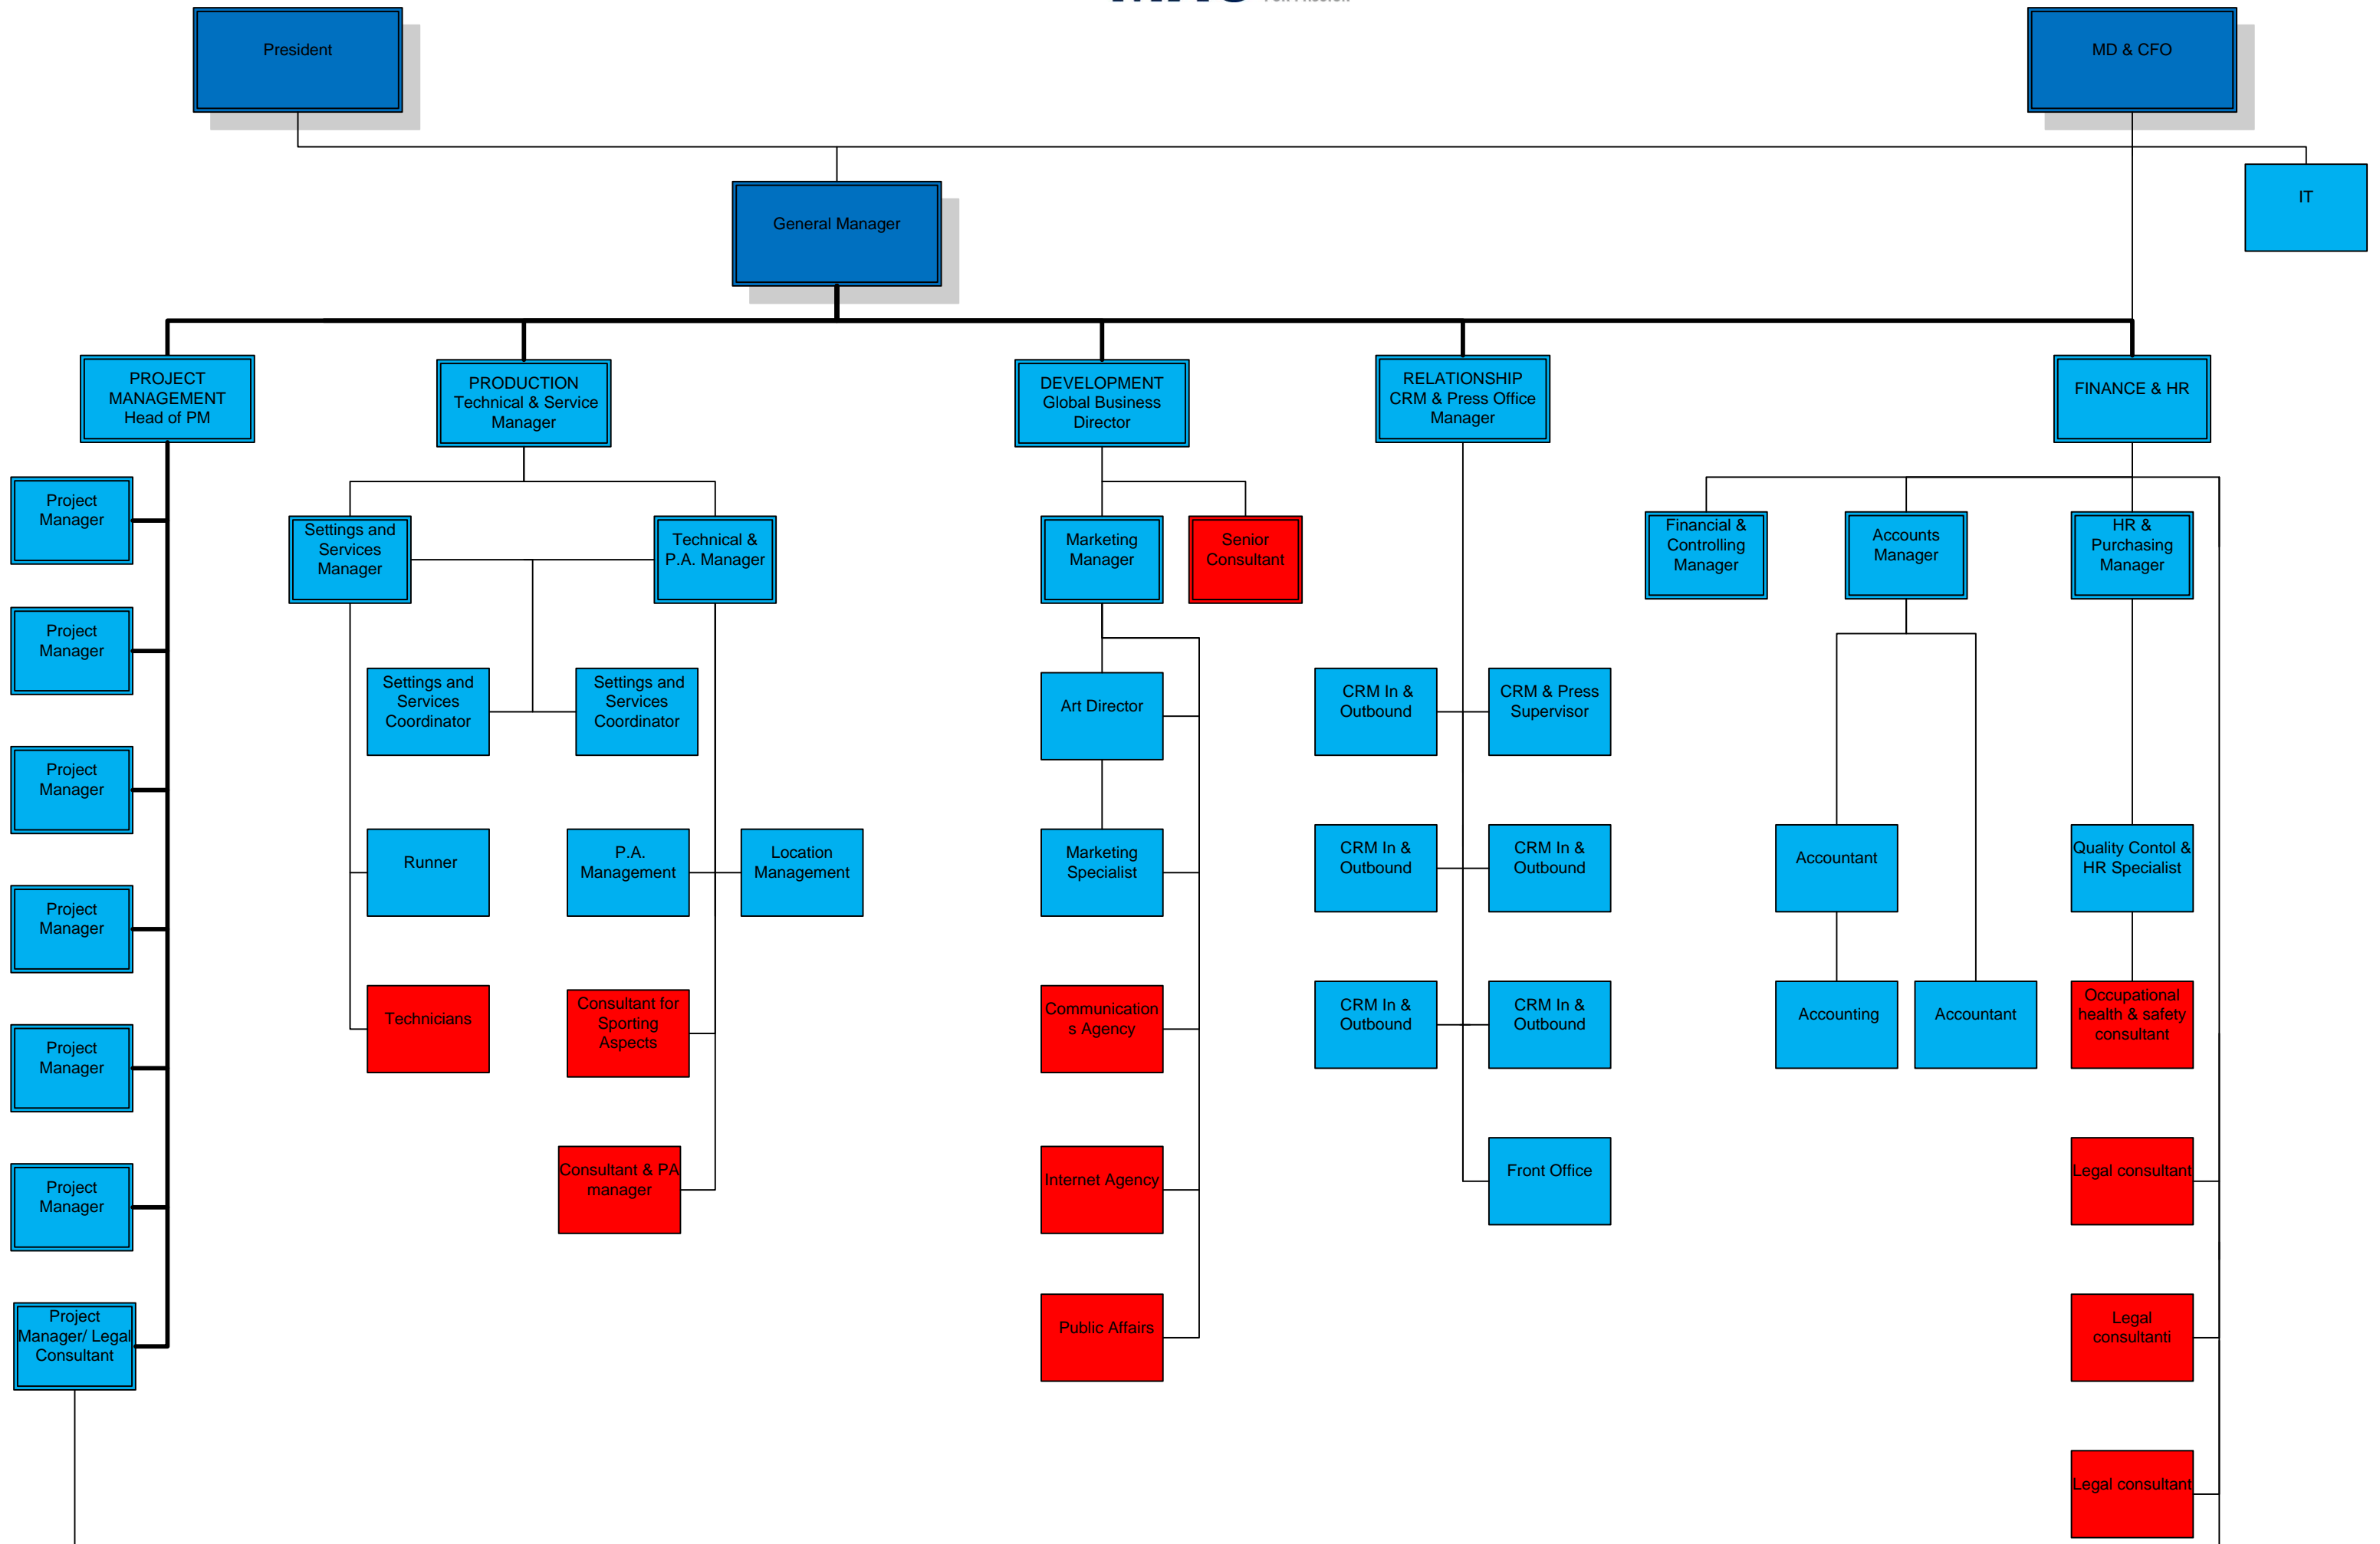 President
MD & CFO
General Manager
IT
PROJECT
MANAGEMENT
Head of PM
PRODUCTION
Technical & Service
Manager
DEVELOPMENT
Global Business
Director
RELATIONSHIP
CRM & Press Office
Manager
FINANCE & HR
Project
Manager
Settings and
Services
Manager
Technical &
P.A. Manager
Marketing
Manager
Senior
Consultant
Financial &
Controlling
Manager
Accounts
Manager
HR &
Purchasing
Manager
Project
Manager
Settings and
Services
Coordinator
Settings and
Services
Coordinator
Art Director
CRM In &
Outbound
CRM & Press
Supervisor
Project
Manager
Runner
P.A.
Management
Location
Management
Marketing
Specialist
CRM In &
Outbound
CRM In &
Outbound
Accountant
Quality Contol &
HR Specialist
Project
Manager
Technicians
Consultant for
Sporting
Aspects
Communication
s Agency
CRM In &
Outbound
CRM In &
Outbound
Accounting
Accountant
Occupational
health & safety
consultant
Project
Manager
Consultant & PA
manager
Internet Agency
Front Office
Legal consultant
Project
Manager
Public Affairs
Legal
consultanti
Project
Manager/ Legal
Consultant
Legal consultant